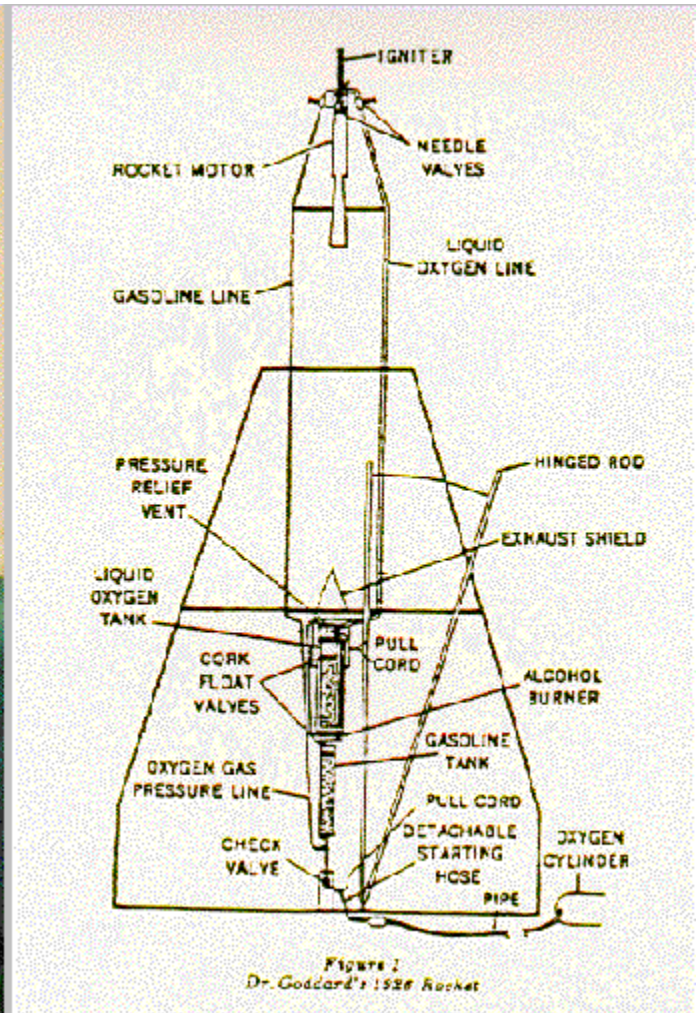 IGNITER
NEEDLE
VALVES
ROCKET MOTOR
LIQUID
OXYGEN LINE
GASOLINE LINE
PRESSURE
RELIEF
VENT
HINGED ROD
EXHAUST SHIELD
LIQUID
OXYGEN
TANK
PULL
CORD
CORK
FLOAT
VALVES
ALCOHOL
BURNER
GASOLINE
TANK
OXYGEN GAS
PRESSURE LINE
PULL CORD
DETACHABLE
STARTING
HOSE
OXYGEN
CYLINDER
CHECK
VALVE
PIPE
Figure 1
Dr. Goddard's 1926 Rocket